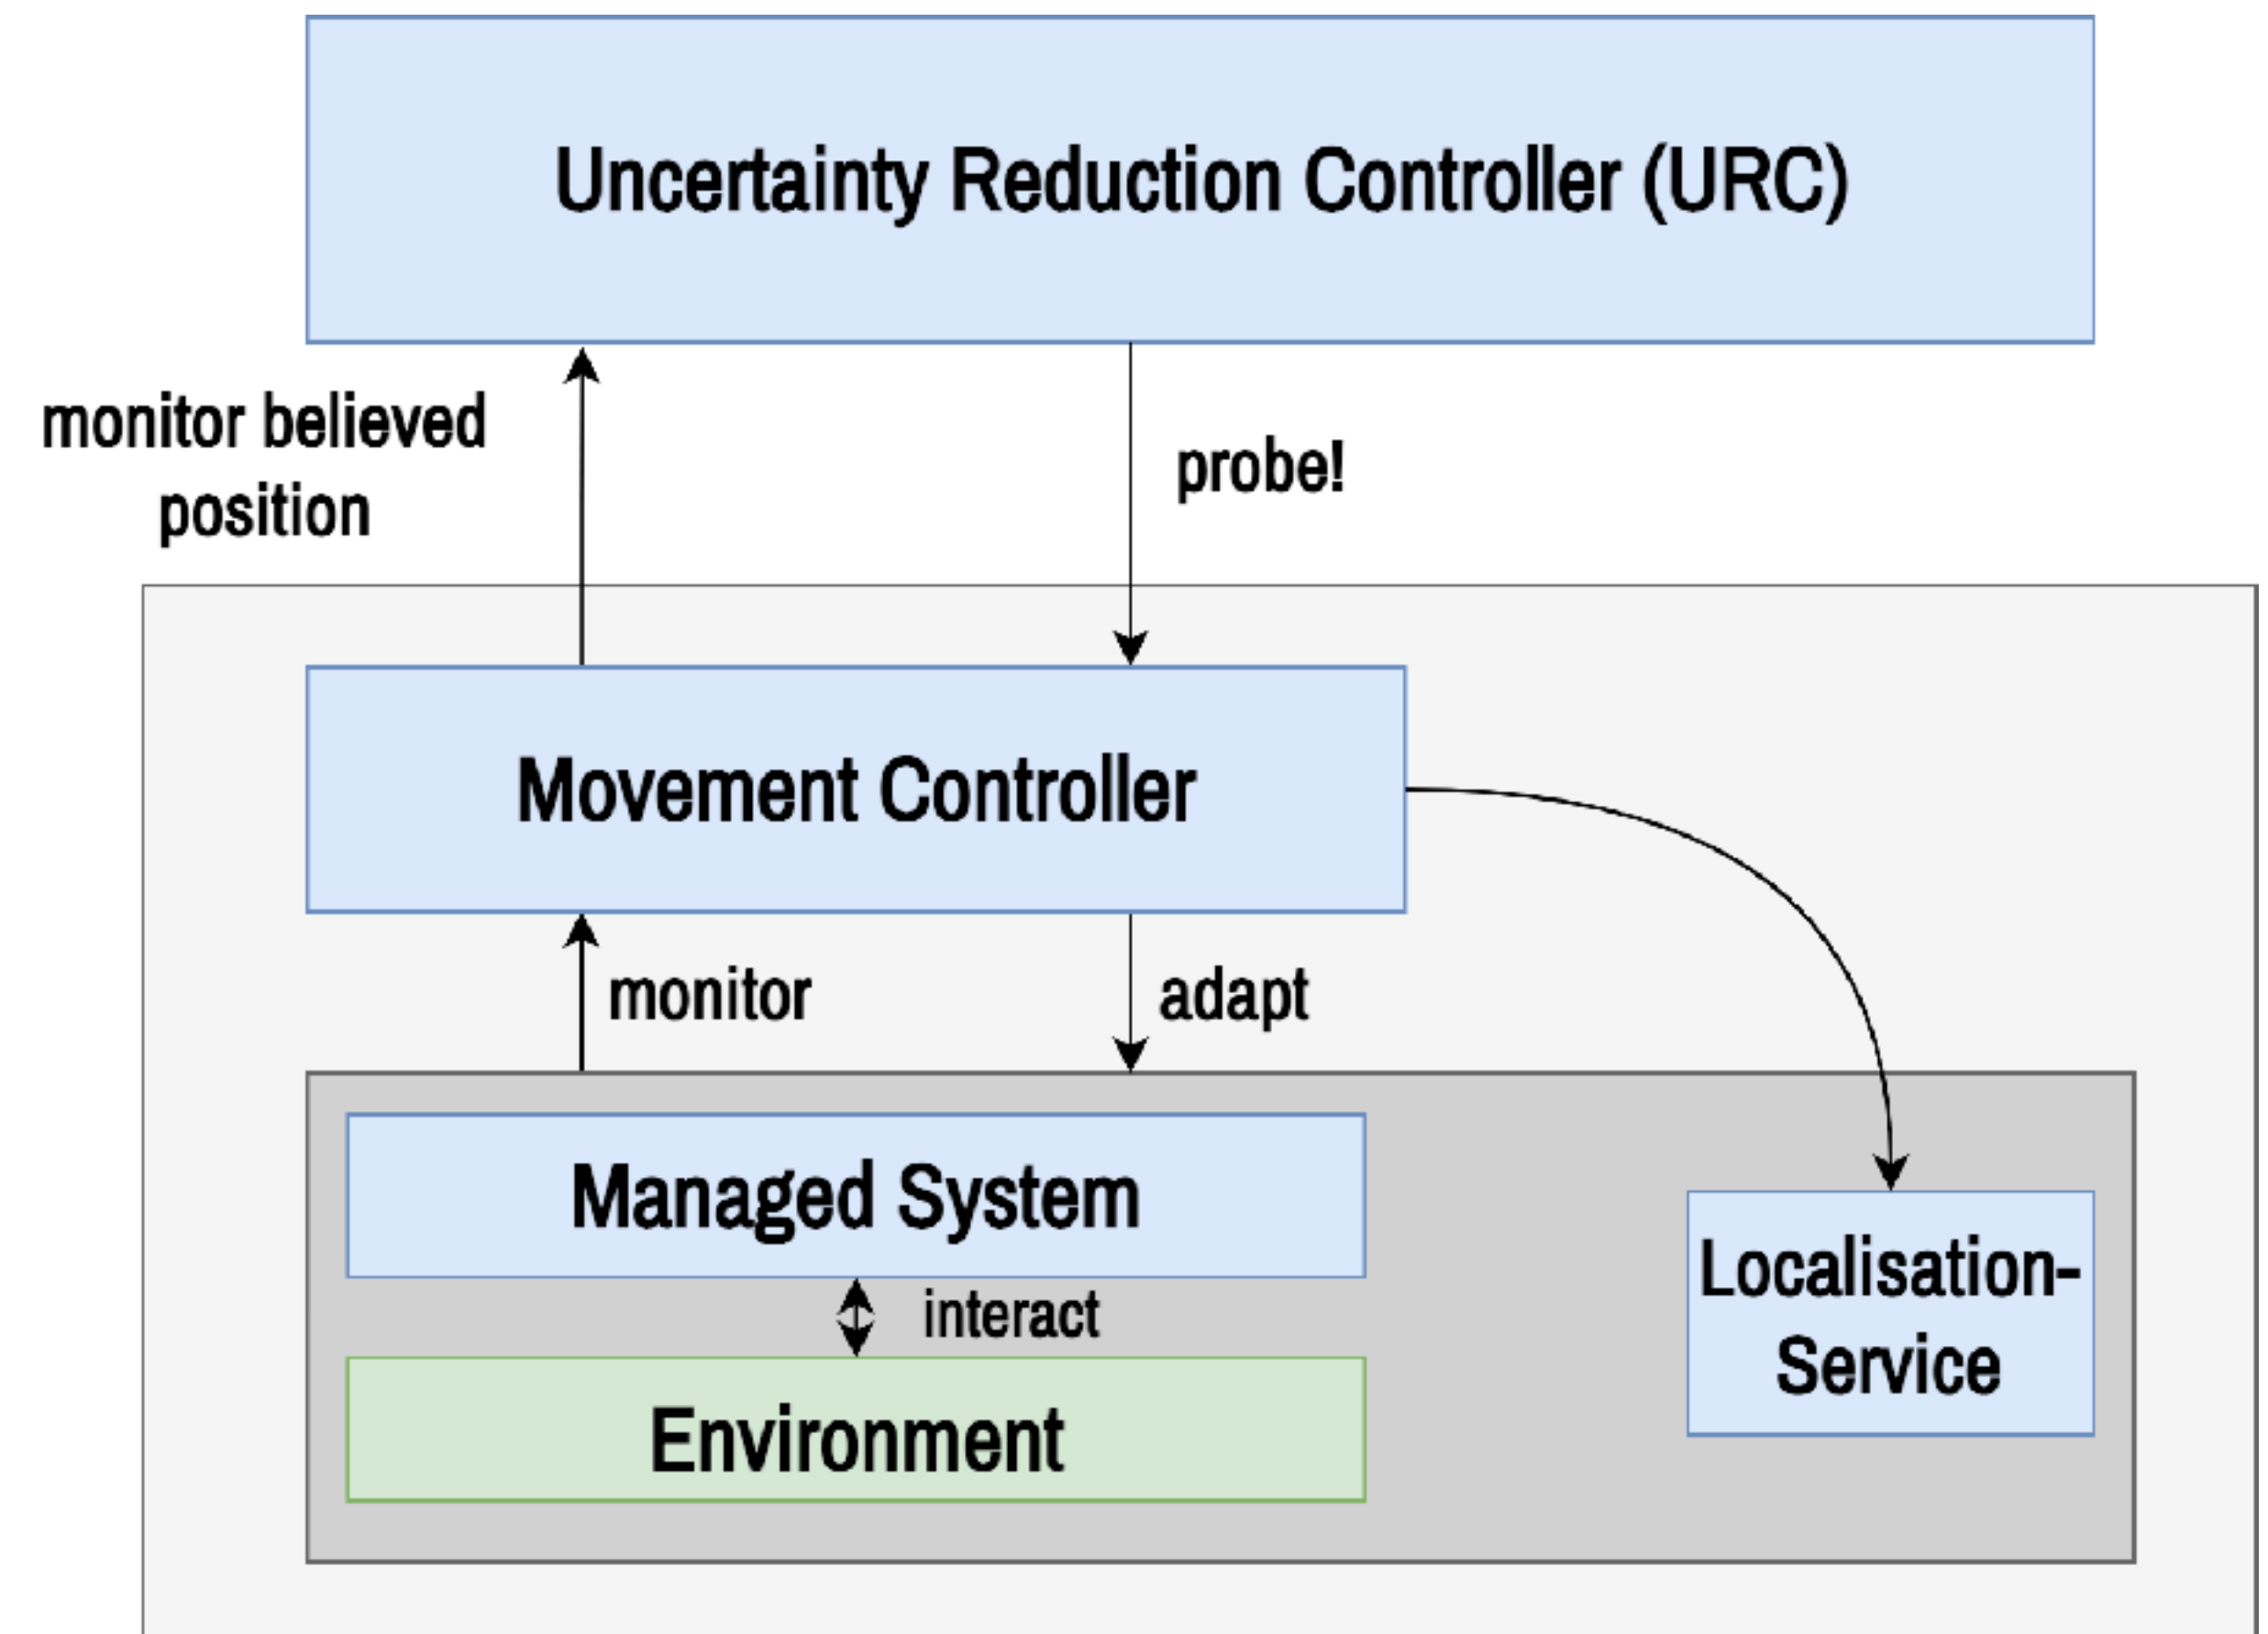 Uncertainty Reduction Controller (URC)
monitor believed
position
probe!
Movement Controller
monitor
adapt
Managed System
interact
Environment
Localisation-
Service